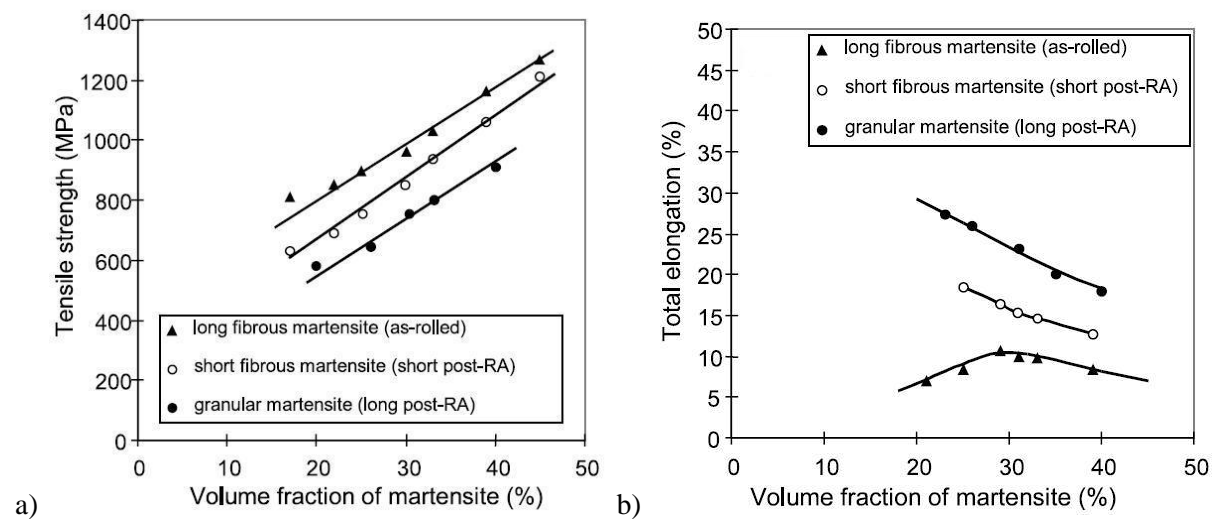 1400
1200
1000
800
600
400
200
0
Tensile strength (MPa)
long fibrous martensite (as-rolled)
short fibrous martensite (short post-RA)
granular martensite (long post-RA)
0 10 20 30 40 50
Volume fraction of martensite (%)
a)
50
45
40
35
30
25
20
15
10
5
0
Total elongation (%)
long fibrous martensite (as-rolled)
short fibrous martensite (short post-RA)
granular martensite (long post-RA)
0 10 20 30 40 50
Volume fraction of martensite (%)
b)